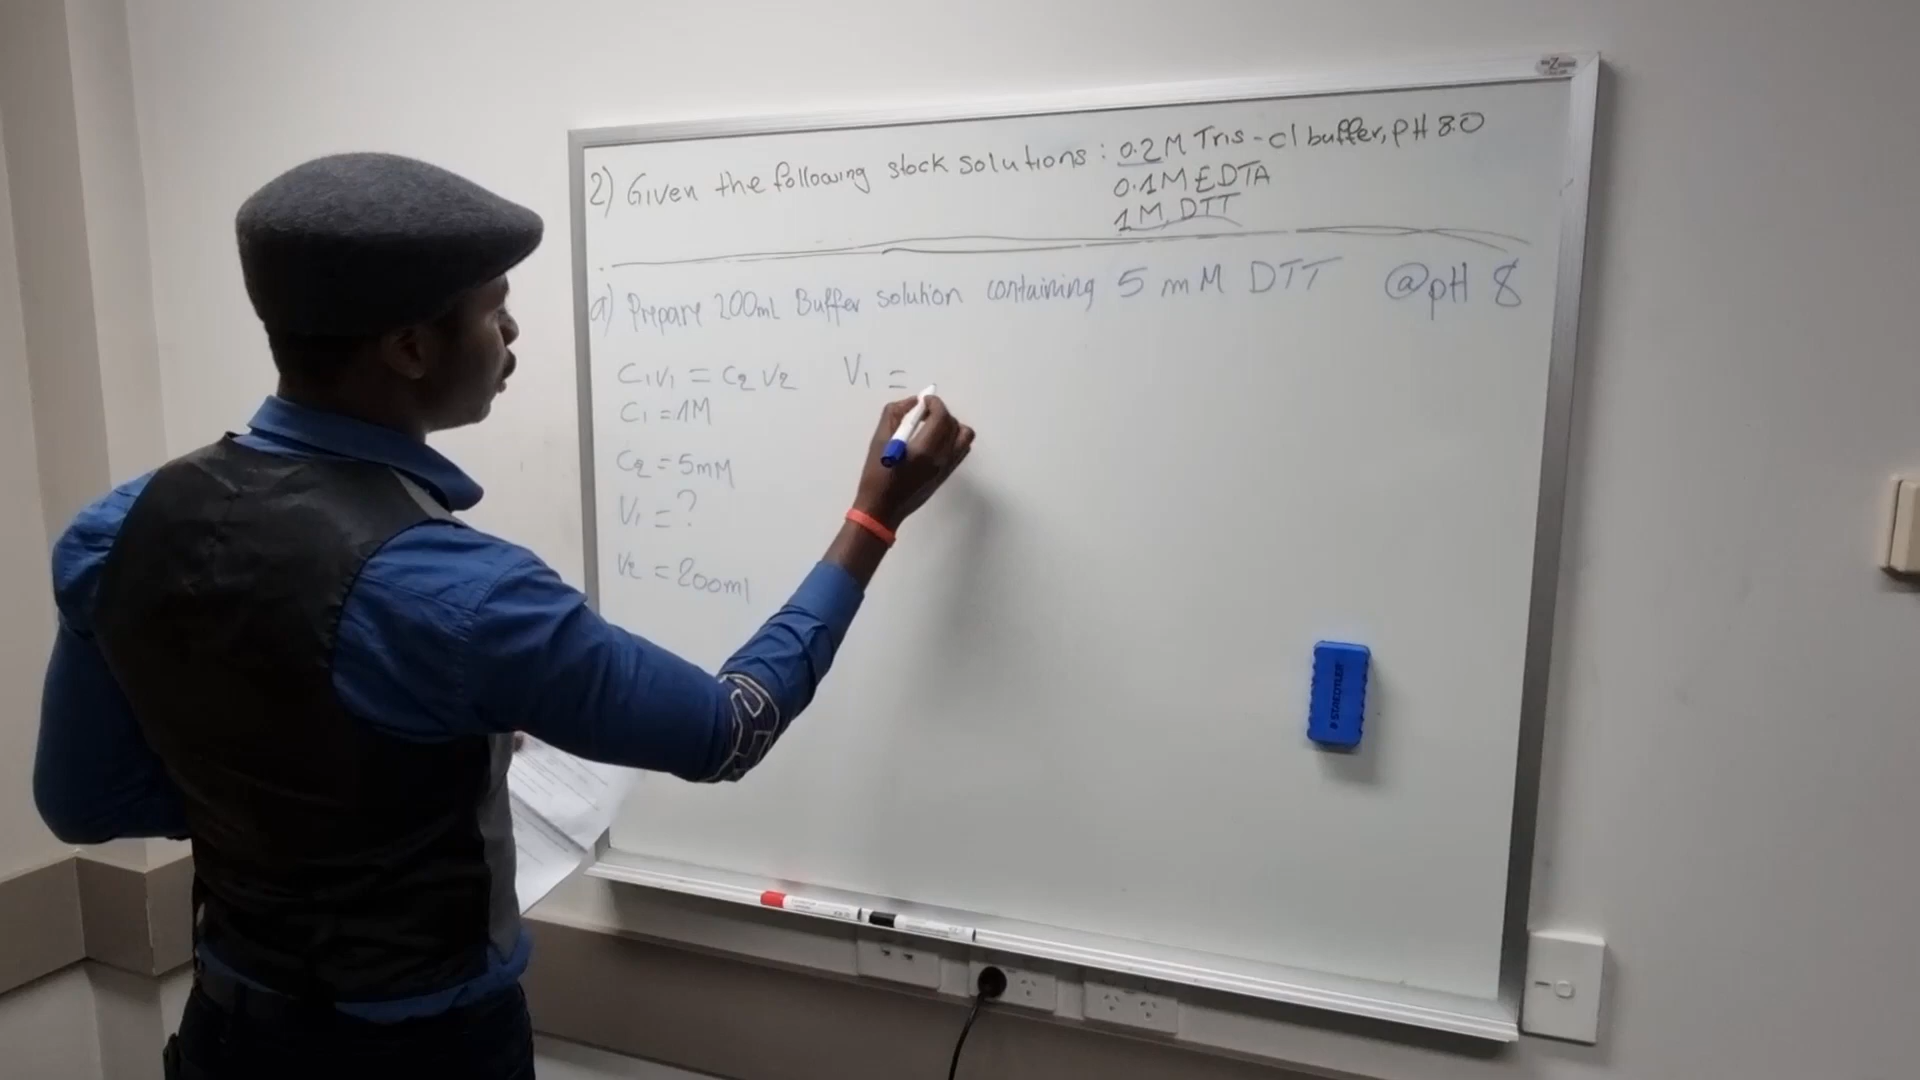 2) Given the following stock solutions : 0.2M Tris-cl buffer, pH 8.0
0.1M EDTA
1M DTT
a) Prepare 200ml Buffer solution containing 5 mM DTT @pH 8
C1V1 = C2V2 V1 =
C1 = 1M
C2 = 5mM
V1 = ?
V2 = 200ml
STAEDTLER